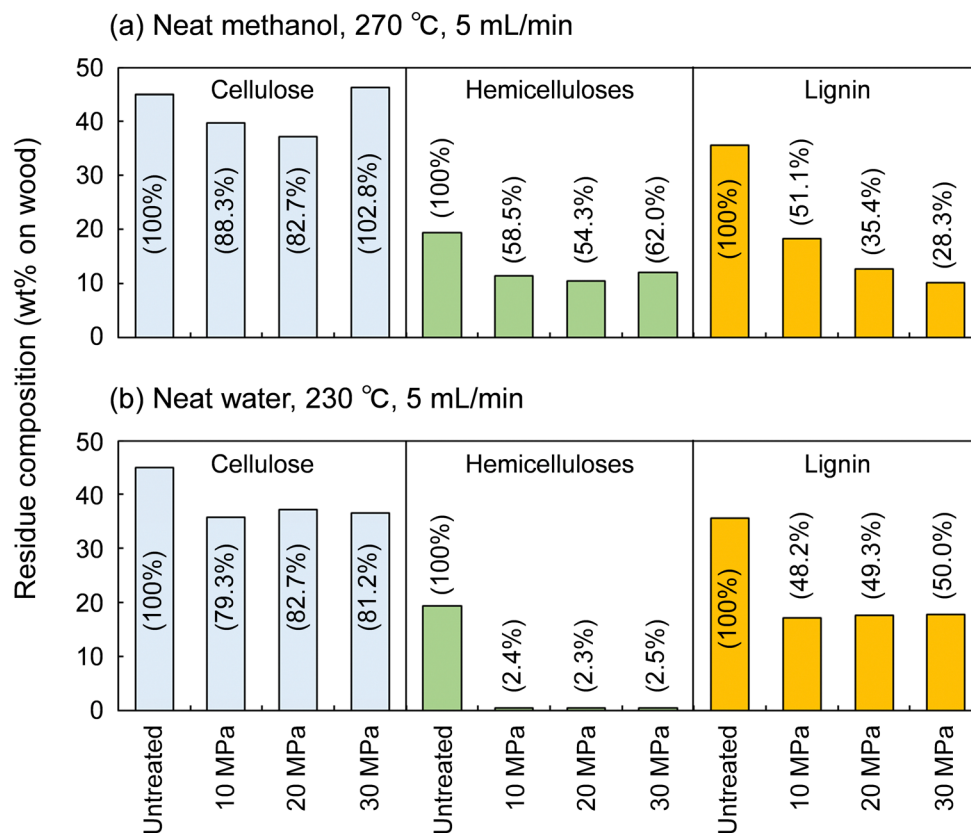 (a) Neat methanol, 270 ℃, 5 mL/min
Residue composition (wt% on wood)
50
40
30
20
10
0
Cellulose
Hemicelluloses
Lignin
(100%)
(88.3%)
(82.7%)
(102.8%)
(100%)
(58.5%)
(54.3%)
(62.0%)
(100%)
(51.1%)
(35.4%)
(28.3%)
(b) Neat water, 230 ℃, 5 mL/min
50
40
30
20
10
0
Cellulose
Hemicelluloses
Lignin
(100%)
(79.3%)
(82.7%)
(81.2%)
(100%)
(2.4%)
(2.3%)
(2.5%)
(100%)
(48.2%)
(49.3%)
(50.0%)
Untreated
10 MPa
20 MPa
30 MPa
Untreated
10 MPa
20 MPa
30 MPa
Untreated
10 MPa
20 MPa
30 MPa